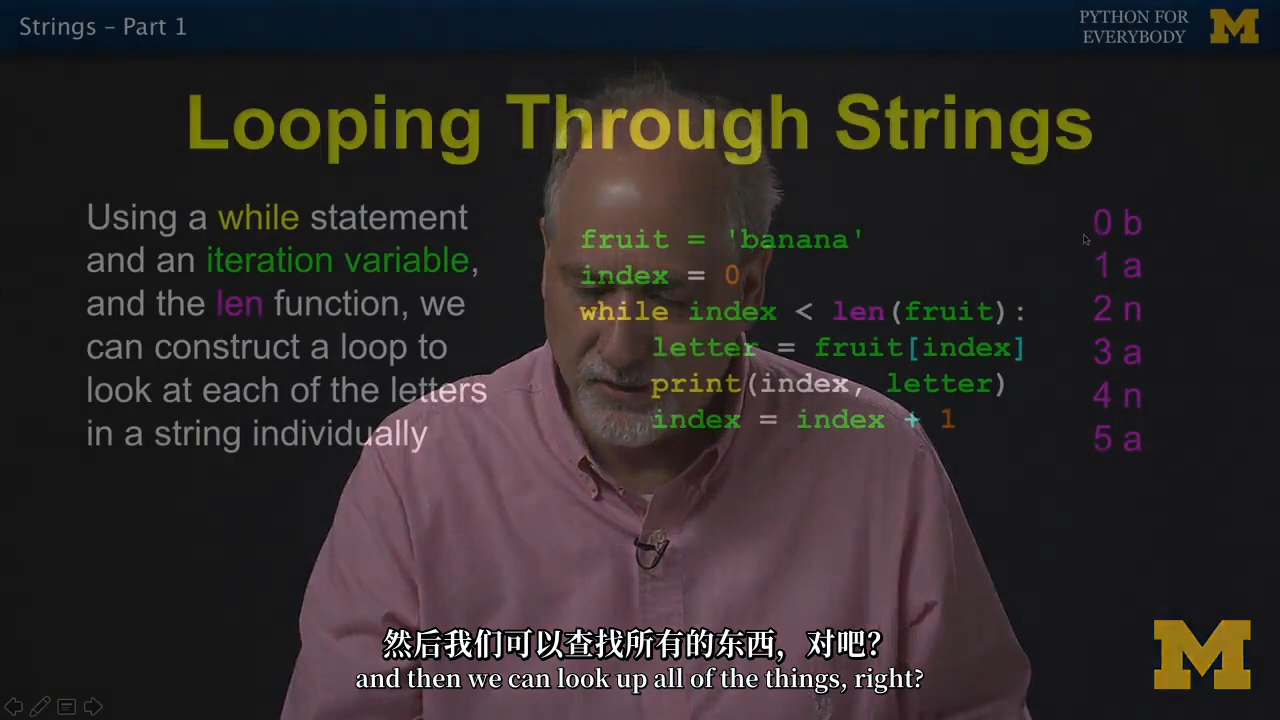 Strings – Part 1
PYTHON FOR
EVERYBODY
Looping Through Strings
Using a while statement
and an iteration variable,
and the len function, we
can construct a loop to
look at each of the letters
in a string individually
fruit = 'banana'
index = 0
while index < len(fruit):
    letter = fruit[index]
    print(index, letter)
    index = index + 1
0 b
1 a
2 n
3 a
4 n
5 a
然后我们可以查找所有的东西，对吧？
and then we can look up all of the things, right?
M